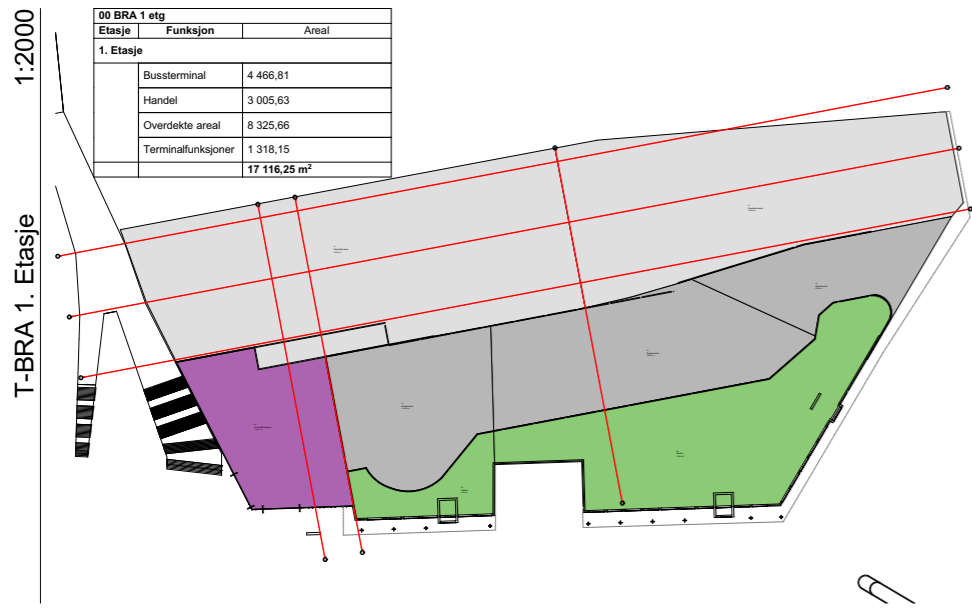 1:2000
T-BRA 1. Etasje
00 BRA 1 etg
Etasje Funksjon Areal
1. Etasje
Bussterminal 4 466,81
Handel 3 005,63
Overdekte areal 8 325,66
Terminalfunksjoner 1 318,15
17 116,25 m²